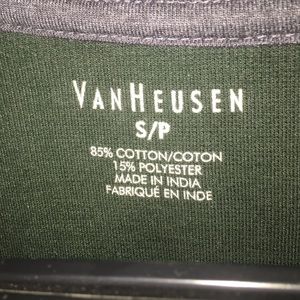 VANHEUSEN
S/P
85% COTTON/COTON
15% POLYESTER
MADE IN INDIA
FABRIQUÉ EN INDE